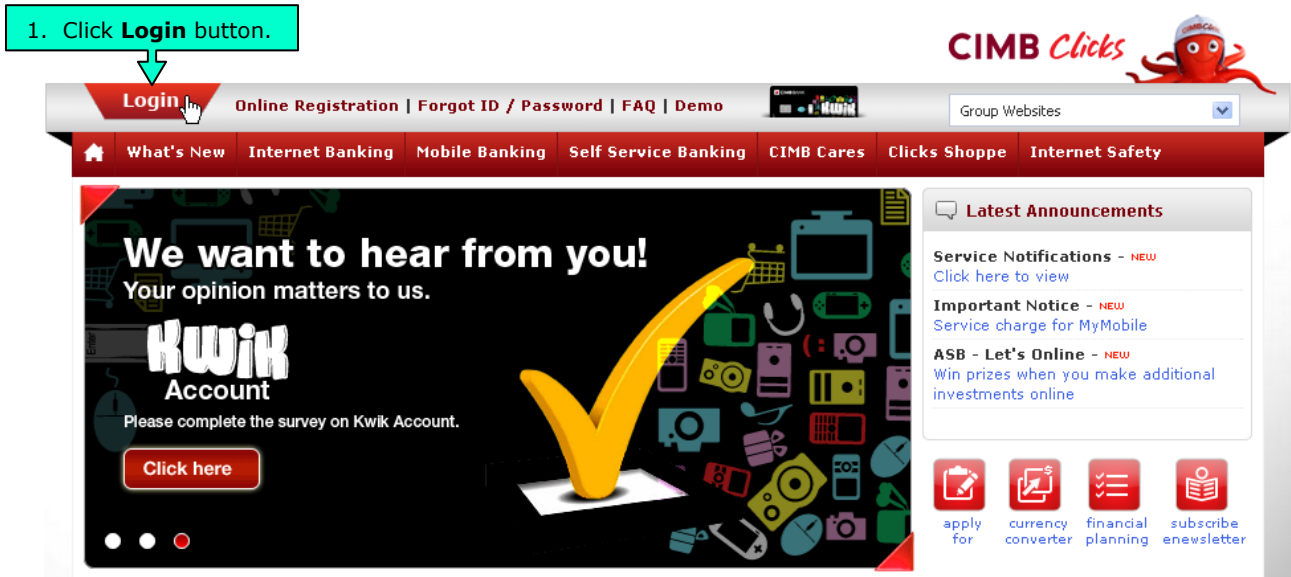 1. Click Login button.
CIMB Clicks
Login
Online Registration | Forgot ID / Password | FAQ | Demo
Kwik
Group Websites
What's New Internet Banking Mobile Banking Self Service Banking CIMB Cares Clicks Shoppe Internet Safety
We want to hear from you!
Your opinion matters to us.
Kwik
Account
Please complete the survey on Kwik Account.
Click here
Enter
Latest Announcements
Service Notifications - NEW
Click here to view
Important Notice - NEW
Service charge for MyMobile
ASB - Let's Online - NEW
Win prizes when you make additional
investments online
apply
for
currency
converter
financial
planning
subscribe
enewsletter